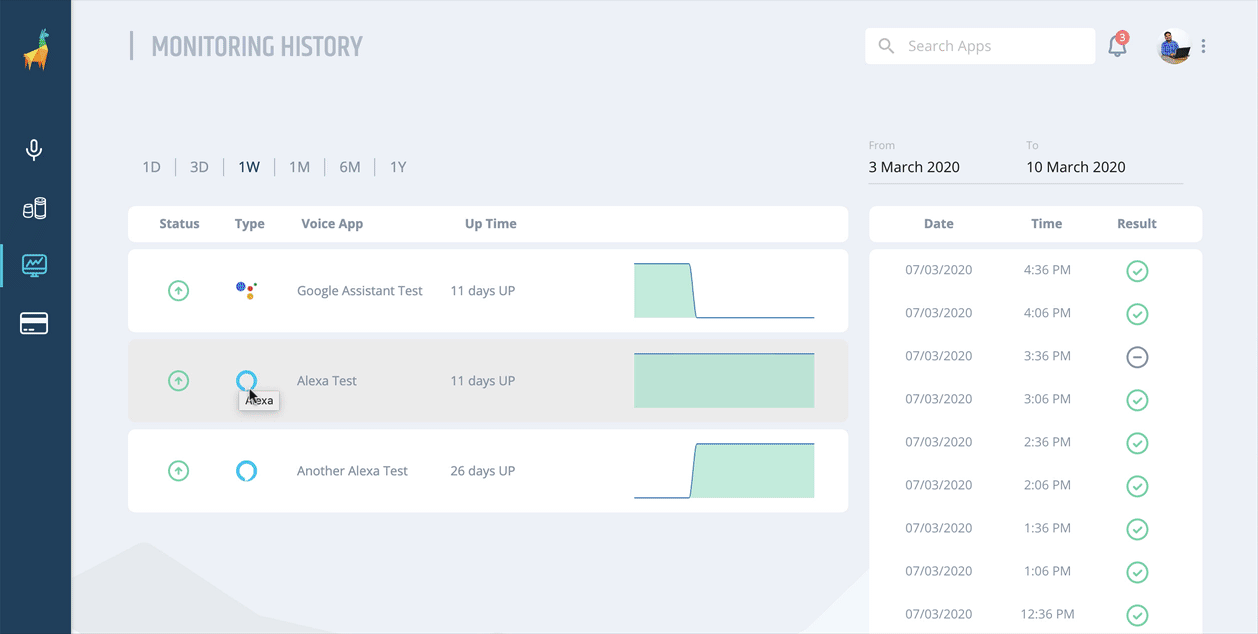 MONITORING HISTORY
Search Apps
3
1D 3D 1W 1M 6M 1Y
From To
3 March 2020 10 March 2020
Status Type Voice App Up Time
Google Assistant Test 11 days UP
Alexa Test 11 days UP
Alexa
Another Alexa Test 26 days UP
Date Time Result
07/03/2020 4:36 PM
07/03/2020 4:06 PM
07/03/2020 3:36 PM
07/03/2020 3:06 PM
07/03/2020 2:36 PM
07/03/2020 2:06 PM
07/03/2020 1:36 PM
07/03/2020 1:06 PM
07/03/2020 12:36 PM